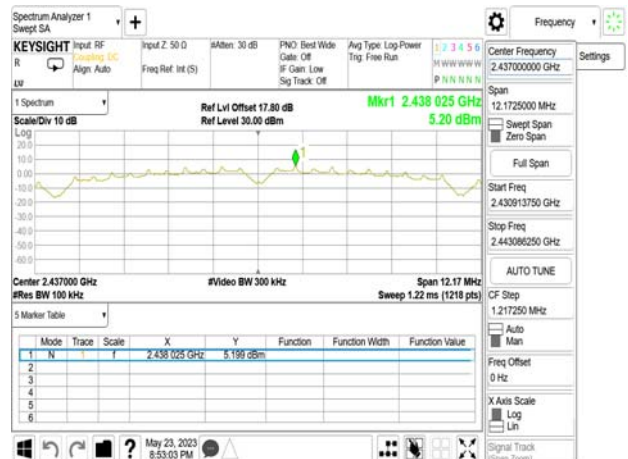 Spectrum Analyzer 1
Swept SA
+
Frequency
KEYSIGHT
R
Input: RF
Coupling: DC
Align: Auto
Input Z: 50 Ω
Freq Ref: Int (S)
#Atten: 30 dB
PNO: Best Wide
Gate: Off
IF Gain: Low
Sig Track: Off
Avg Type: Log-Power
Trig: Free Run
1 2 3 4 5 6
M W W W W W
P N N N N N
LXI
1 Spectrum
Scale/Div 10 dB
Ref Lvl Offset 17.80 dB
Ref Level 30.00 dBm
Mkr1 2.438 025 GHz
5.20 dBm
Log
20.0
10.0
0.00
-10.0
-20.0
-30.0
-40.0
-50.0
-60.0
1
Center 2.437000 GHz
#Res BW 100 kHz
#Video BW 300 kHz
Span 12.17 MHz
Sweep 1.22 ms (1218 pts)
5 Marker Table
Mode Trace Scale X Y Function Function Width Function Value
1 N 1 f 2.438 025 GHz 5.199 dBm
2
3
4
5
6
?
May 23, 2023
8:53:03 PM
Center Frequency
2.437000000 GHz
Settings
Span
12.1725000 MHz
Swept Span
Zero Span
Full Span
Start Freq
2.430913750 GHz
Stop Freq
2.443086250 GHz
AUTO TUNE
CF Step
1.217250 MHz
Auto
Man
Freq Offset
0 Hz
X Axis Scale
Log
Lin
Signal Track
(Span Zoom)